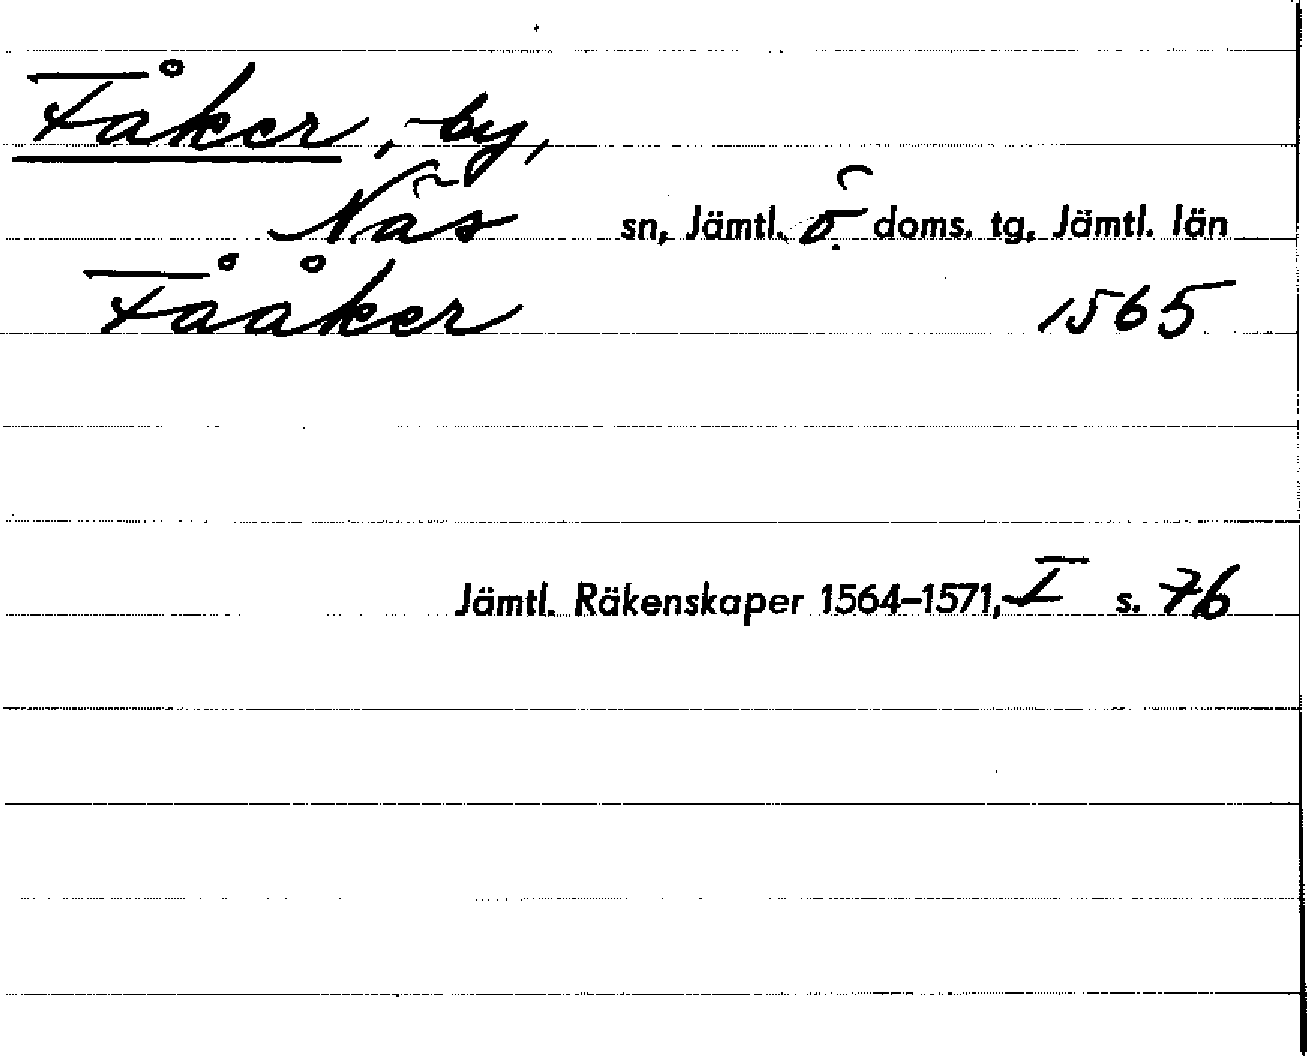 Fåker, by,
Näs sn, Jämtl. ö. doms. tg, Jämtl. län
Fååker 1565
Jämtl. Räkenskaper 1564–1571, I s. 76